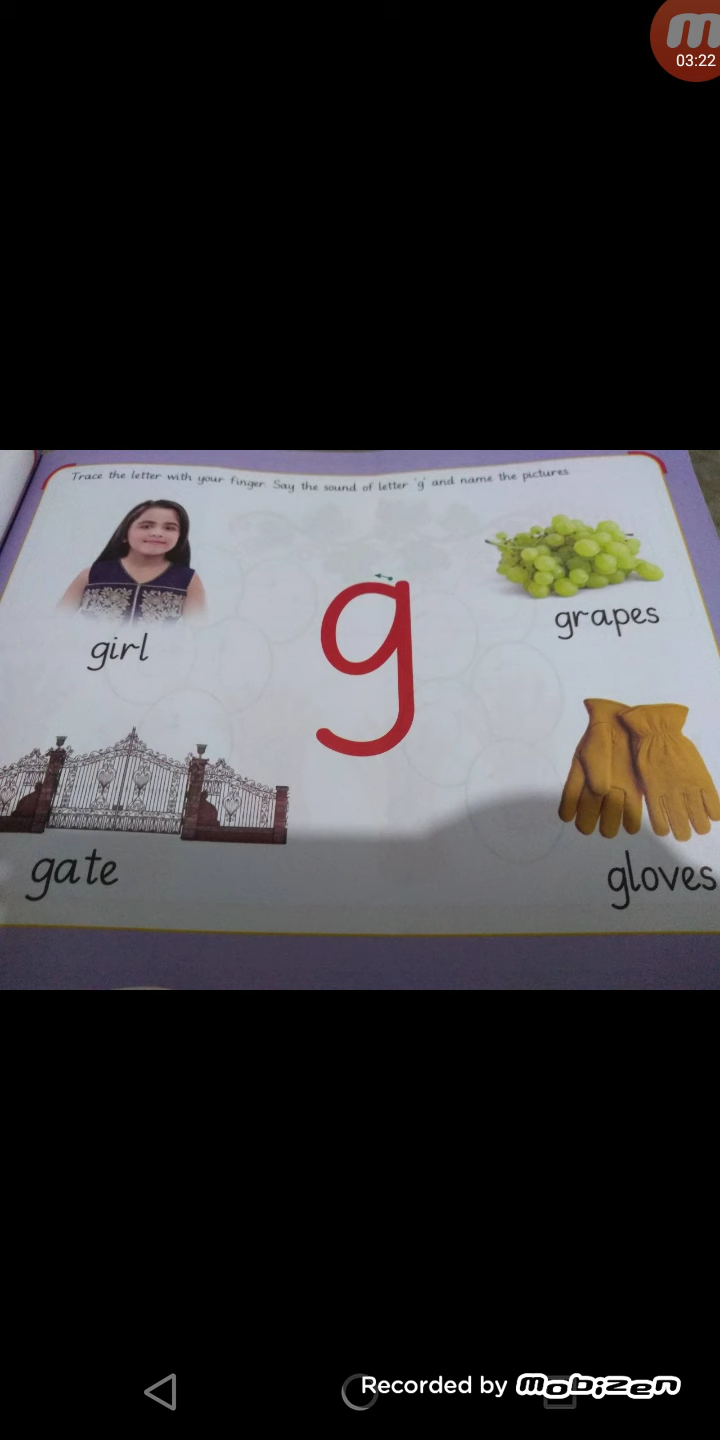 03:22
Trace the letter with your finger. Say the sound of letter 'g' and name the pictures.
girl
g
grapes
gate
gloves
Recorded by mobizen